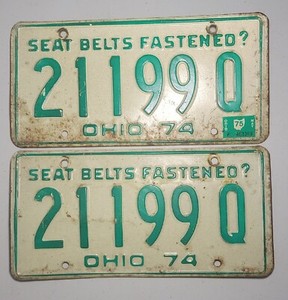 SEAT BELTS FASTENED?
21199 Q
OHIO 74
75
SEAT BELTS FASTENED?
21199 Q
OHIO 74